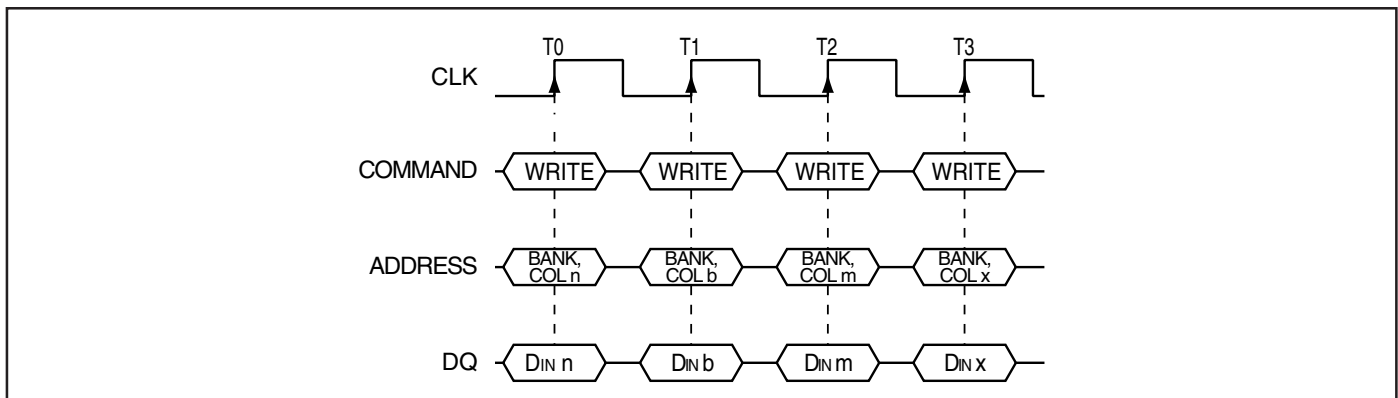 T0 T1 T2 T3
CLK
COMMAND WRITE WRITE WRITE WRITE
ADDRESS BANK, COL n BANK, COL b BANK, COL m BANK, COL x
DQ DIN n DIN b DIN m DIN x